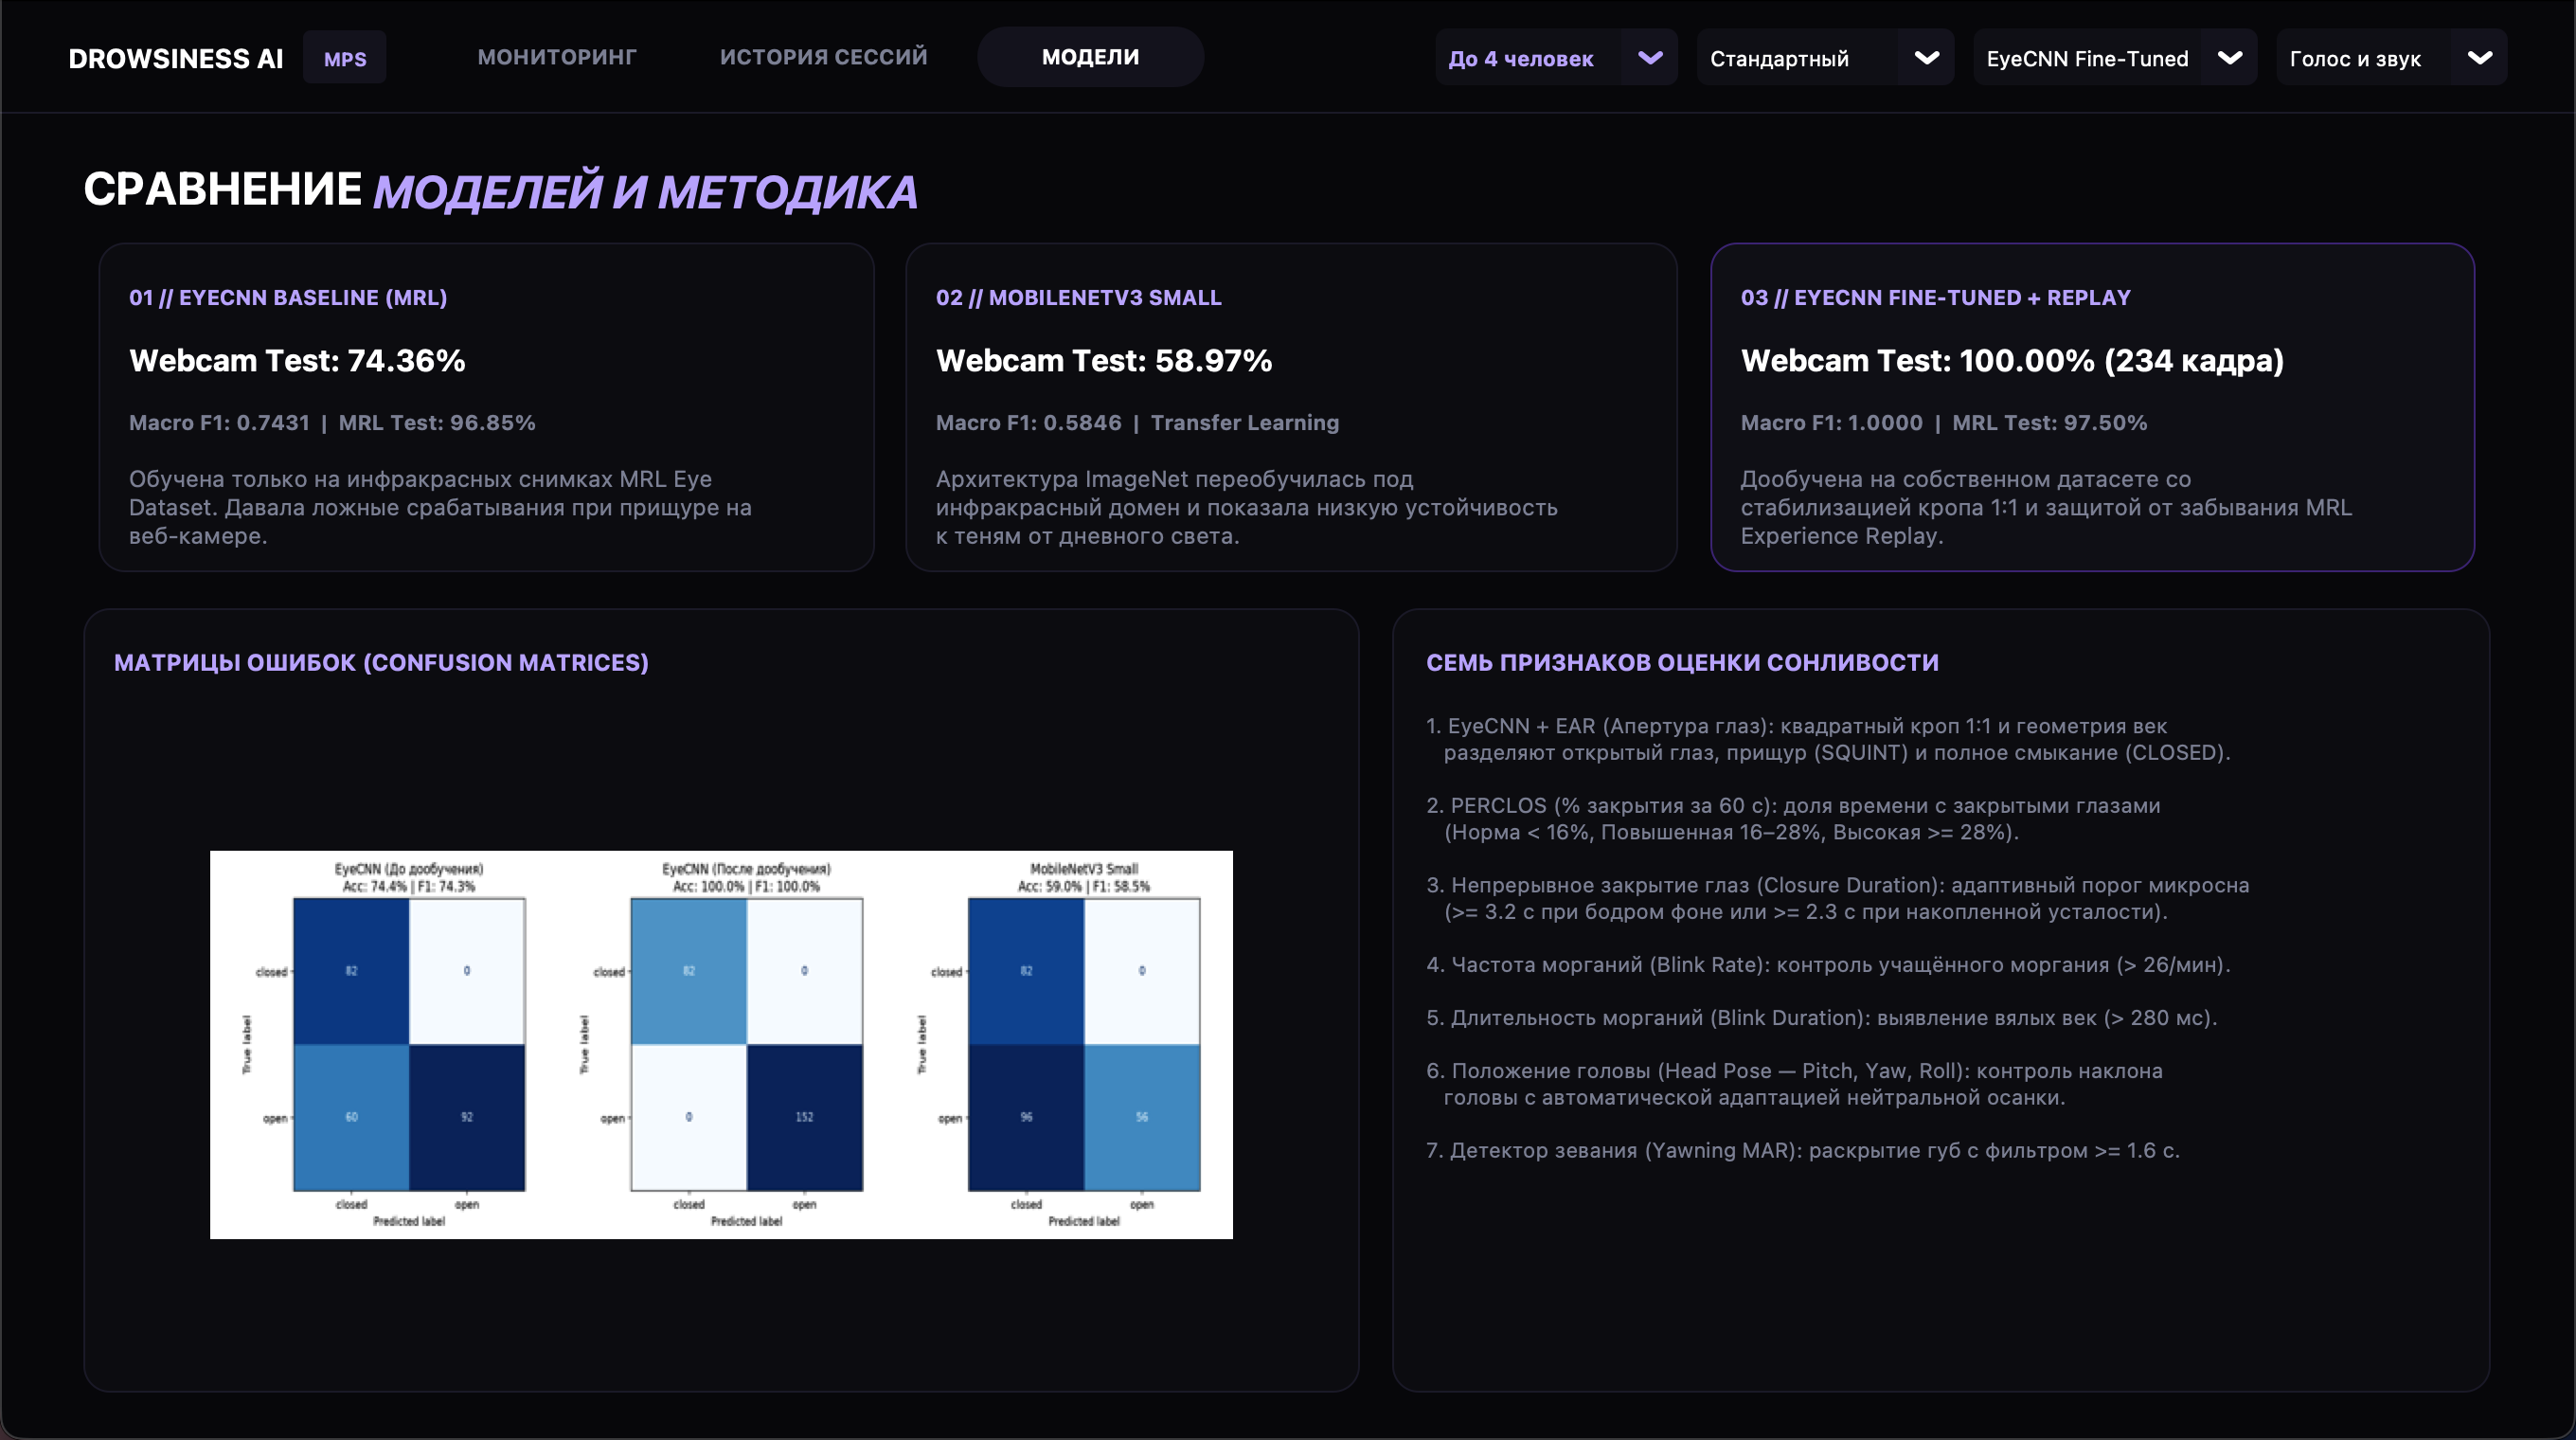 DROWSINESS AI
MPS
МОНИТОРИНГ
ИСТОРИЯ СЕССИЙ
МОДЕЛИ
До 4 человек
Стандартный
EyeCNN Fine-Tuned
Голос и звук
СРАВНЕНИЕ МОДЕЛЕЙ И МЕТОДИКА
01 // EYECNN BASELINE (MRL)
Webcam Test: 74.36%
Macro F1: 0.7431 | MRL Test: 96.85%
Обучена только на инфракрасных снимках MRL Eye
Dataset. Давала ложные срабатывания при прищуре на
веб-камере.
02 // MOBILENETV3 SMALL
Webcam Test: 58.97%
Macro F1: 0.5846 | Transfer Learning
Архитектура ImageNet переобучилась под
инфракрасный домен и показала низкую устойчивость
к теням от дневного света.
03 // EYECNN FINE-TUNED + REPLAY
Webcam Test: 100.00% (234 кадра)
Macro F1: 1.0000 | MRL Test: 97.50%
Дообучена на собственном датасете со
стабилизацией кропа 1:1 и защитой от забывания MRL
Experience Replay.
МАТРИЦЫ ОШИБОК (CONFUSION MATRICES)
EyeCNN (До дообучения)
Acc: 74.4% | F1: 74.3%
closed
82
0
True label
open
60
92
closed
open
Predicted label
EyeCNN (После дообучения)
Acc: 100.0% | F1: 100.0%
closed
82
0
True label
open
0
152
closed
open
Predicted label
MobileNetV3 Small
Acc: 59.0% | F1: 58.5%
closed
82
0
True label
open
96
56
closed
open
Predicted label
СЕМЬ ПРИЗНАКОВ ОЦЕНКИ СОНЛИВОСТИ
1. EyeCNN + EAR (Апертура глаз): квадратный кроп 1:1 и геометрия век
разделяют открытый глаз, прищур (SQUINT) и полное смыкание (CLOSED).
2. PERCLOS (% закрытия за 60 с): доля времени с закрытыми глазами
(Норма < 16%, Повышенная 16–28%, Высокая >= 28%).
3. Непрерывное закрытие глаз (Closure Duration): адаптивный порог микросна
(>= 3.2 с при бодром фоне или >= 2.3 с при накопленной усталости).
4. Частота морганий (Blink Rate): контроль учащённого моргания (> 26/мин).
5. Длительность морганий (Blink Duration): выявление вялых век (> 280 мс).
6. Положение головы (Head Pose — Pitch, Yaw, Roll): контроль наклона
головы с автоматической адаптацией нейтральной осанки.
7. Детектор зевания (Yawning MAR): раскрытие губ с фильтром >= 1.6 с.